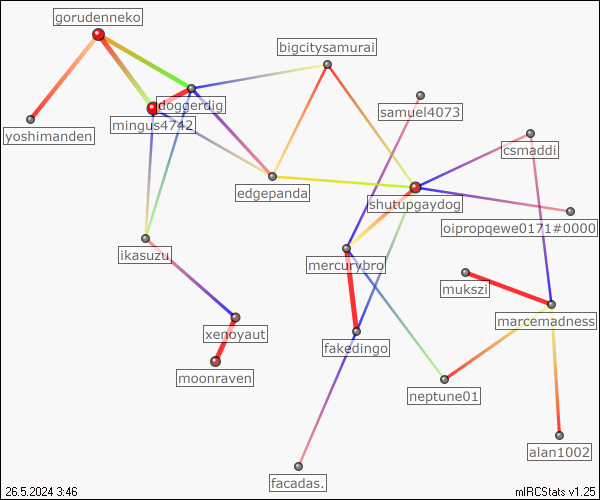 gorudenneko
bigcitysamurai
doggerdig
samuel4073
yoshimanden
mingus4742
csmaddi
edgepanda
shutupgaydog
oipropqewe0171#0000
ikasuzu
mercurybro
mukszi
marcemadness
xenoyaut
fakedingo
moonraven
neptune01
alan1002
facadas.
26.5.2024 3:46
mIRCStats v1.25